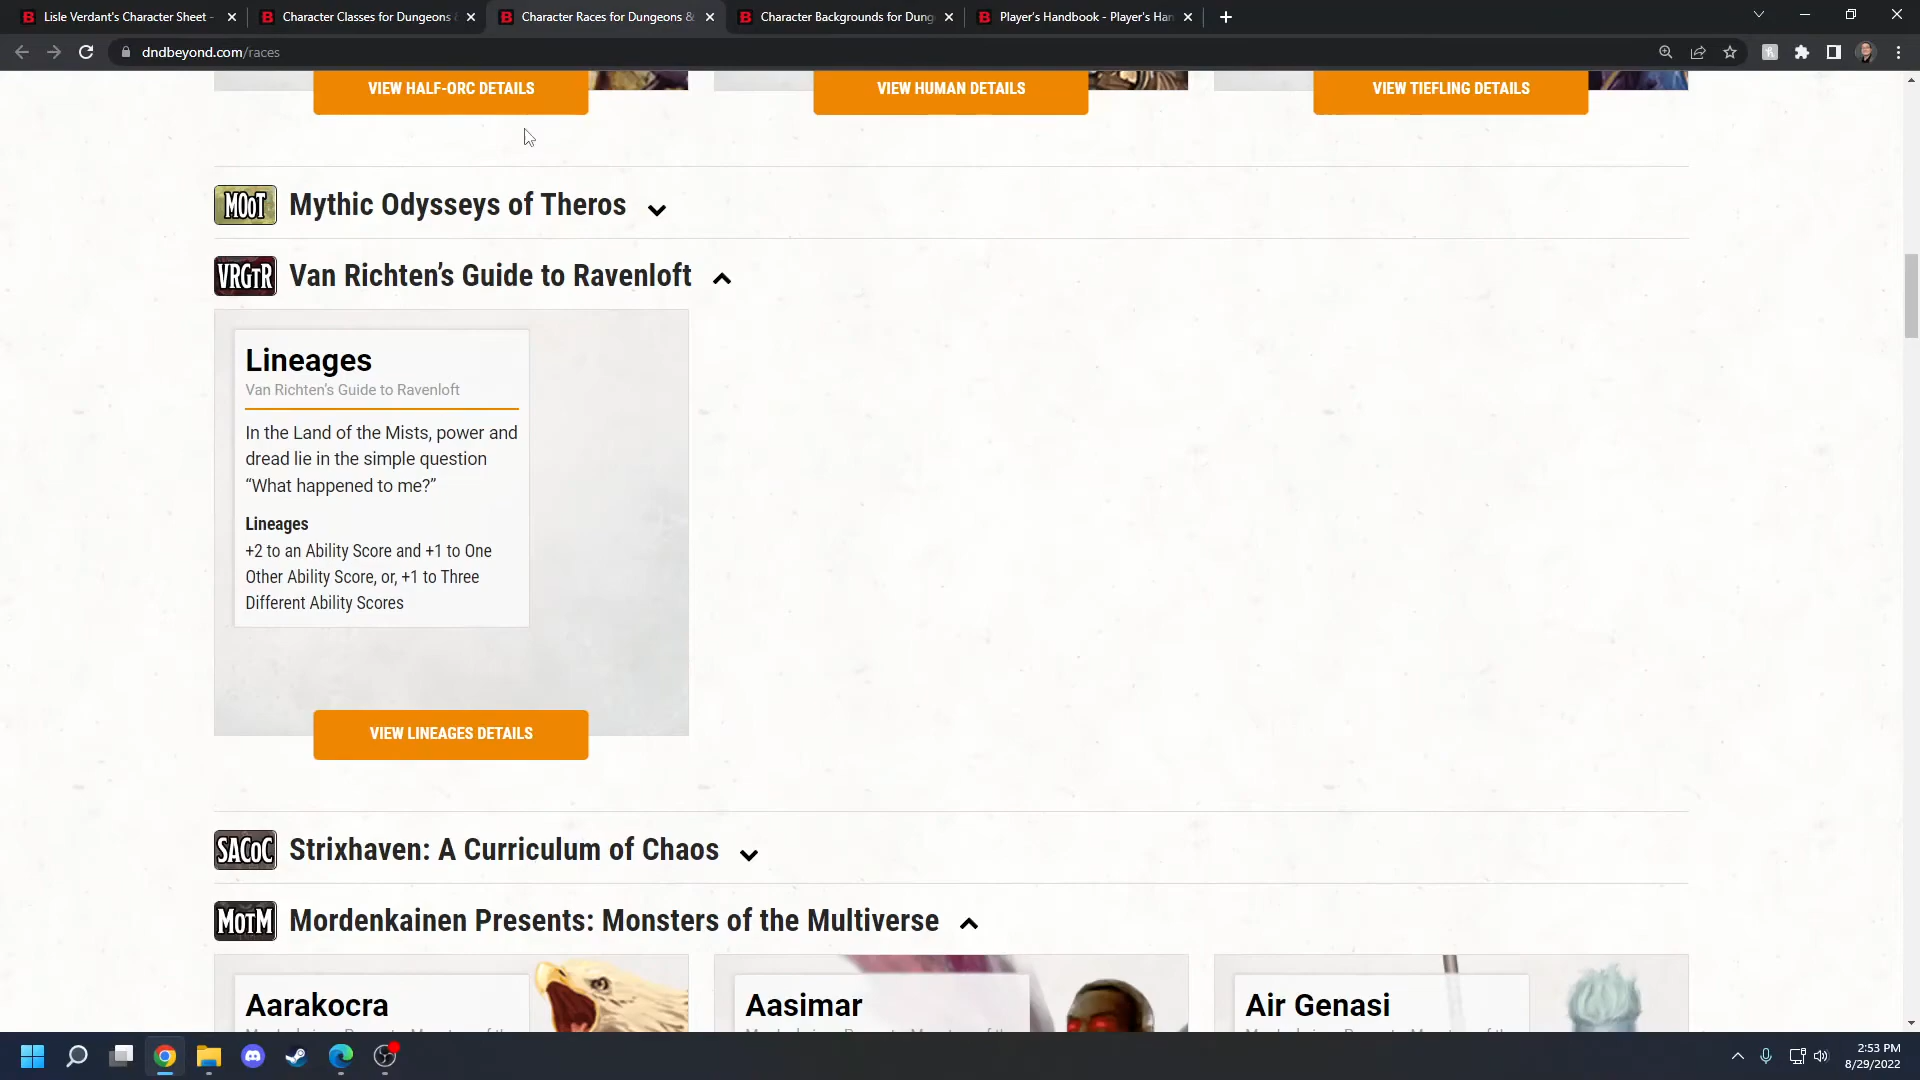 Lisle Verdant's Character Sheet -
Character Classes for Dungeons &
Character Races for Dungeons &
Character Backgrounds for Dung
Player's Handbook - Player's Han
dndbeyond.com/races
VIEW HALF-ORC DETAILS
VIEW HUMAN DETAILS
VIEW TIEFLING DETAILS
MOoT Mythic Odysseys of Theros
VRGtR Van Richten’s Guide to Ravenloft
Lineages
Van Richten's Guide to Ravenloft
In the Land of the Mists, power and
dread lie in the simple question
“What happened to me?”
Lineages
+2 to an Ability Score and +1 to One
Other Ability Score, or, +1 to Three
Different Ability Scores
VIEW LINEAGES DETAILS
SACoC Strixhaven: A Curriculum of Chaos
MotM Mordenkainen Presents: Monsters of the Multiverse
Aarakocra
Aasimar
Air Genasi
2:53 PM
8/29/2022